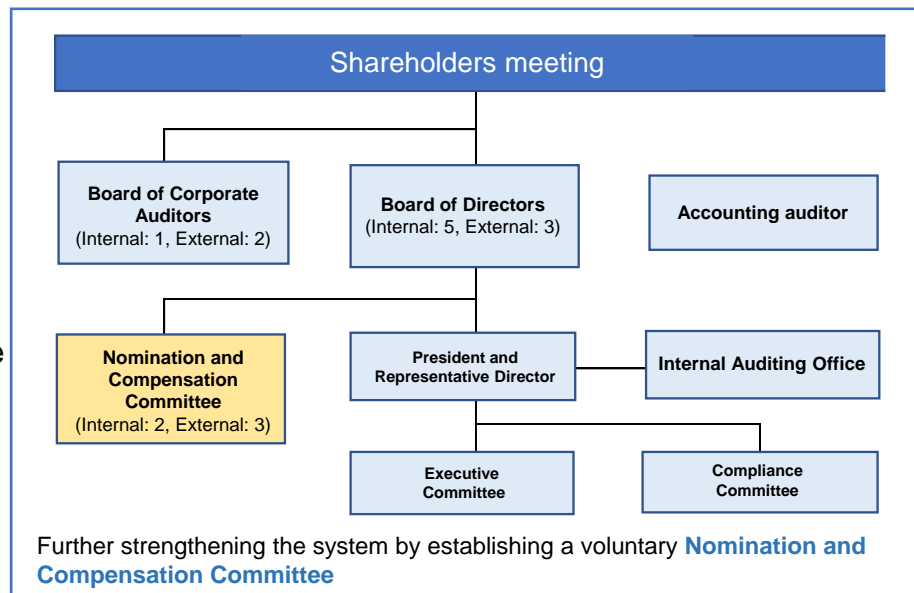 Shareholders meeting
Board of Corporate
Auditors
(Internal: 1, External: 2)
Board of Directors
(Internal: 5, External: 3)
Accounting auditor
e
Nomination and
Compensation
Committee
(Internal: 2, External: 3)
President and
Representative Director
Internal Auditing Office
Executive
Committee
Compliance
Committee
Further strengthening the system by establishing a voluntary Nomination and
Compensation Committee